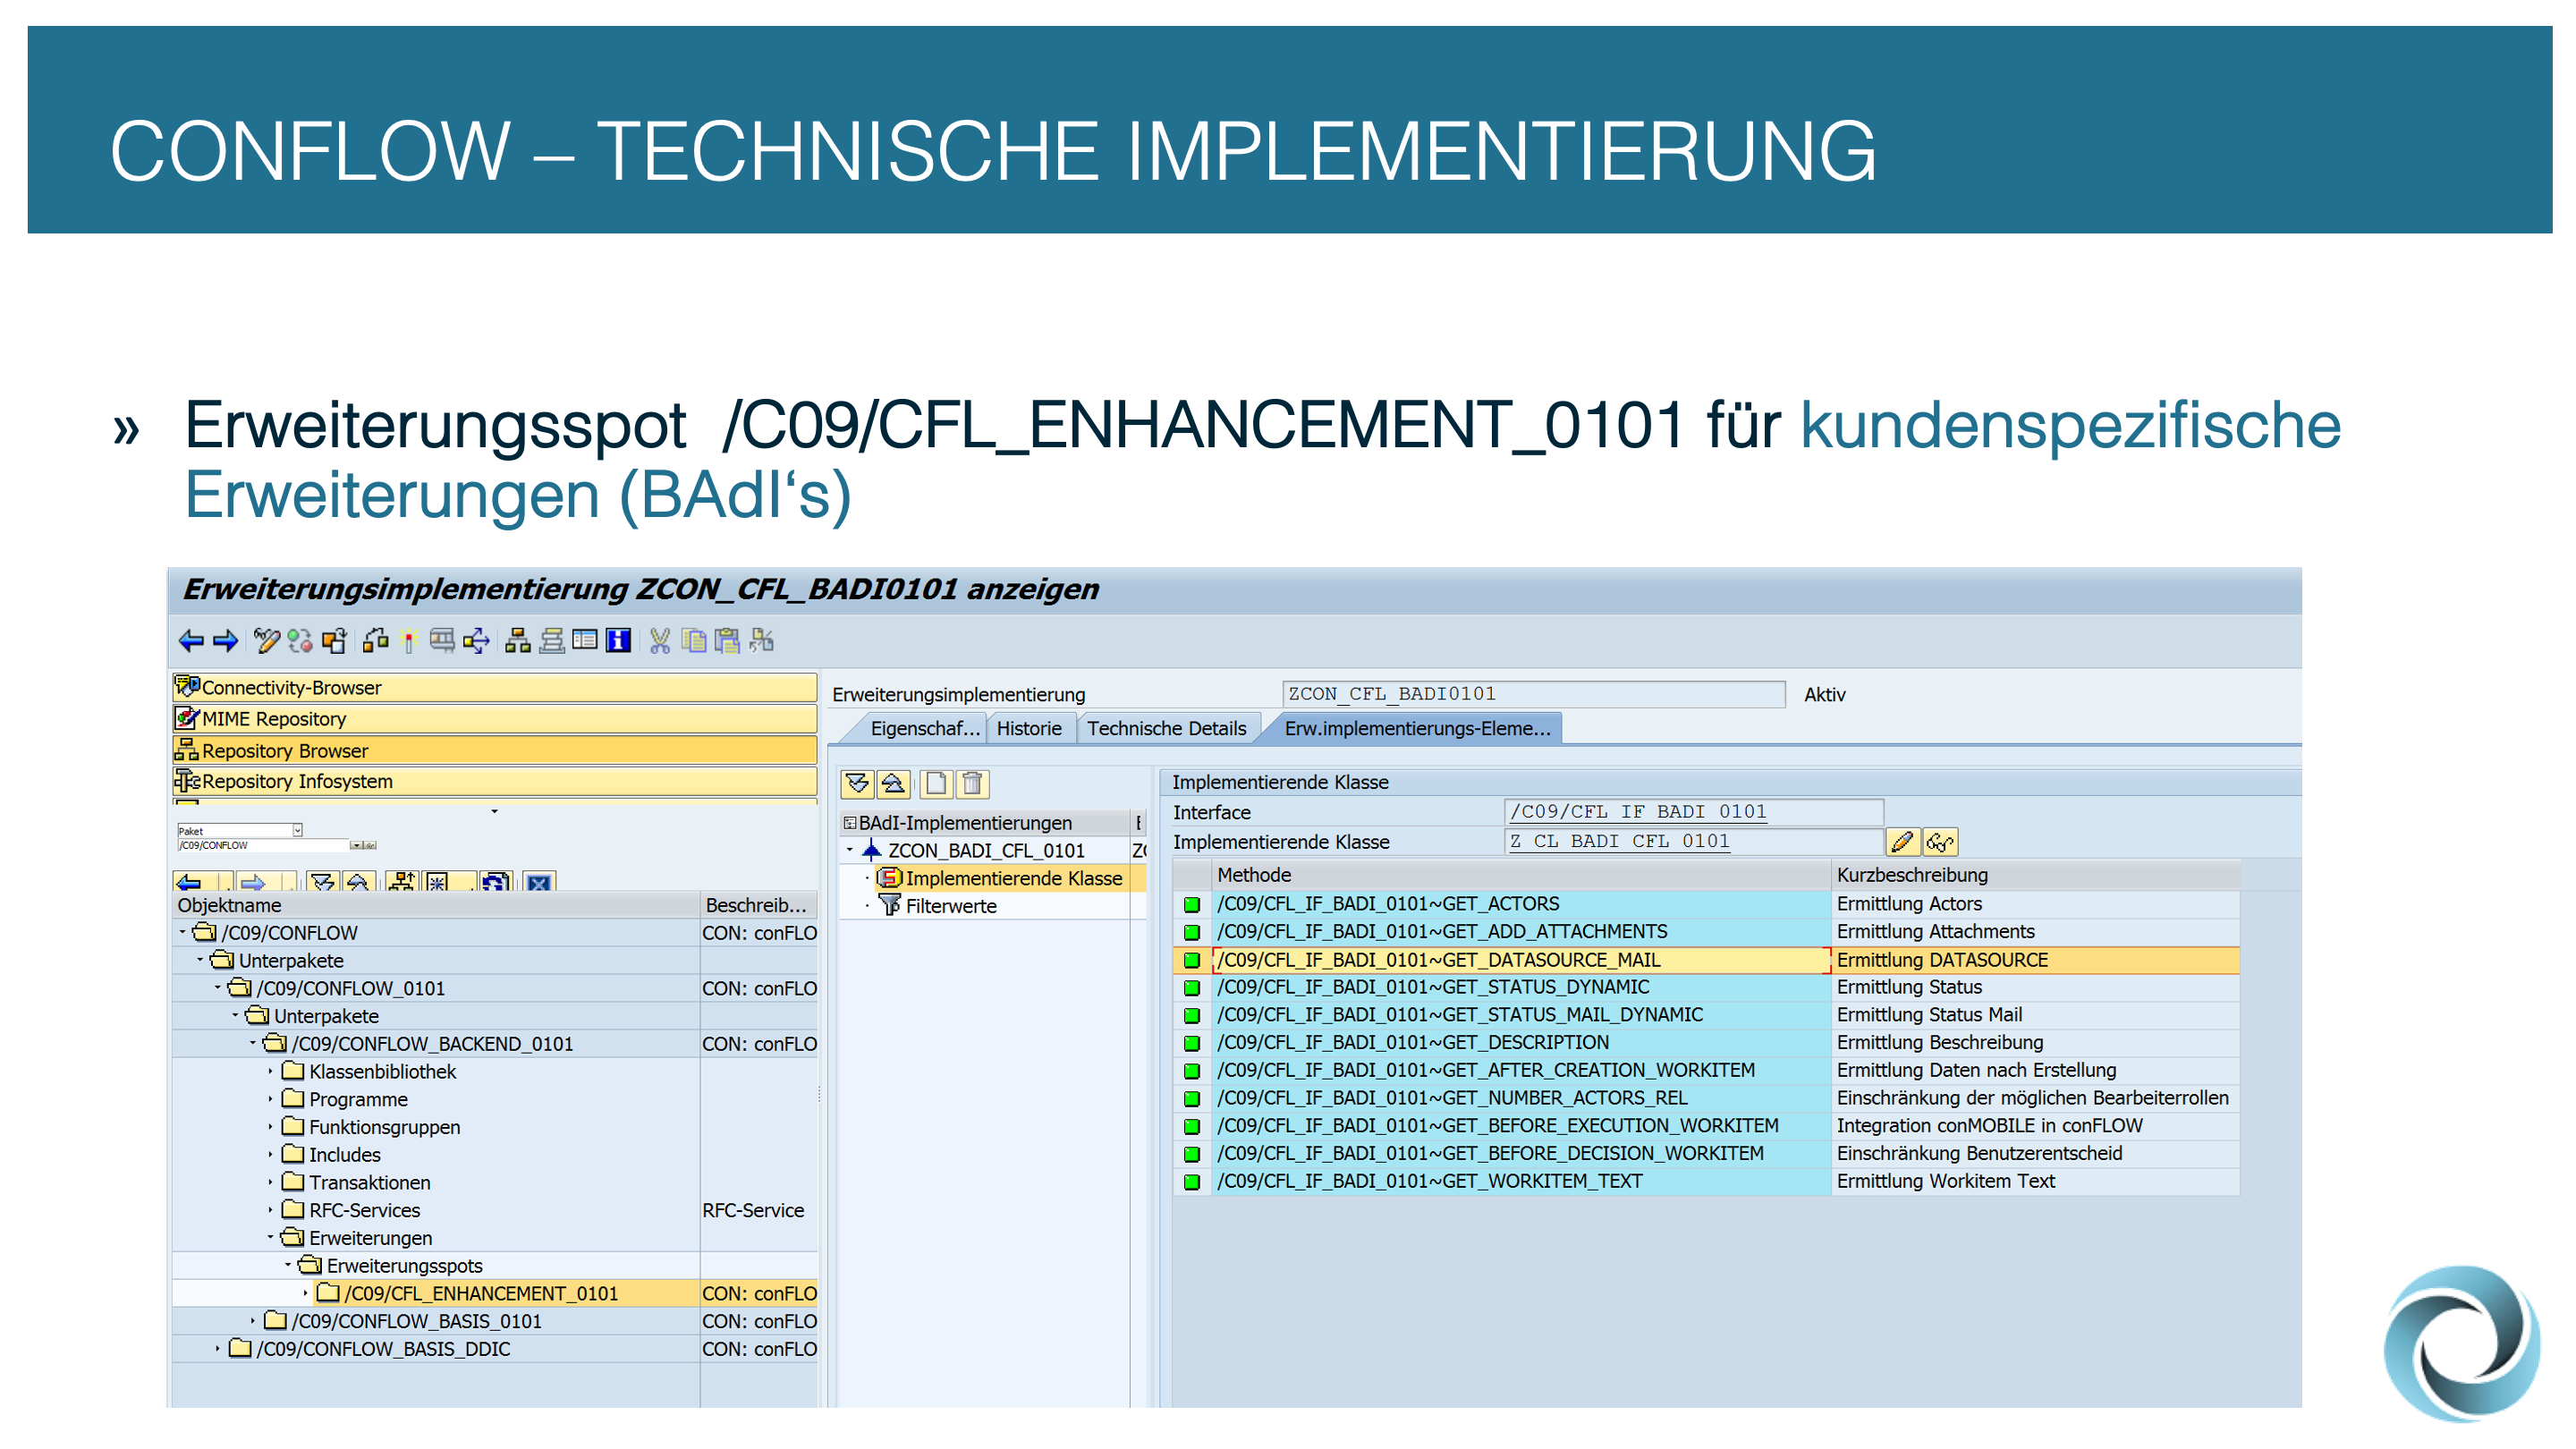 CONFLOW – TECHNISCHE IMPLEMENTIERUNG
» Erweiterungsspot /C09/CFL_ENHANCEMENT_0101 für kundenspezifische
Erweiterungen (BAdI‘s)
Erweiterungsimplementierung ZCON_CFL_BADI0101 anzeigen
Connectivity-Browser
MIME Repository
Repository Browser
Repository Infosystem
Paket
/C09/CONFLOW
Objektname Beschreib...
/C09/CONFLOW CON: conFLO
Unterpakete
/C09/CONFLOW_0101 CON: conFLO
Unterpakete
/C09/CONFLOW_BACKEND_0101 CON: conFLO
Klassenbibliothek
Programme
Funktionsgruppen
Includes
Transaktionen
RFC-Services RFC-Service
Erweiterungen
Erweiterungsspots
/C09/CFL_ENHANCEMENT_0101 CON: conFLO
/C09/CONFLOW_BASIS_0101 CON: conFLO
/C09/CONFLOW_BASIS_DDIC CON: conFLO
Erweiterungsimplementierung ZCON_CFL_BADI0101 Aktiv
Eigenschaf... Historie Technische Details Erw.implementierungs-Eleme...
BAdI-Implementierungen
ZCON_BADI_CFL_0101
Implementierende Klasse
Filterwerte
Implementierende Klasse
Interface /C09/CFL_IF_BADI_0101
Implementierende Klasse Z_CL_BADI_CFL_0101
Methode Kurzbeschreibung
/C09/CFL_IF_BADI_0101~GET_ACTORS Ermittlung Actors
/C09/CFL_IF_BADI_0101~GET_ADD_ATTACHMENTS Ermittlung Attachments
/C09/CFL_IF_BADI_0101~GET_DATASOURCE_MAIL Ermittlung DATASOURCE
/C09/CFL_IF_BADI_0101~GET_STATUS_DYNAMIC Ermittlung Status
/C09/CFL_IF_BADI_0101~GET_STATUS_MAIL_DYNAMIC Ermittlung Status Mail
/C09/CFL_IF_BADI_0101~GET_DESCRIPTION Ermittlung Beschreibung
/C09/CFL_IF_BADI_0101~GET_AFTER_CREATION_WORKITEM Ermittlung Daten nach Erstellung
/C09/CFL_IF_BADI_0101~GET_NUMBER_ACTORS_REL Einschränkung der möglichen Bearbeiterrollen
/C09/CFL_IF_BADI_0101~GET_BEFORE_EXECUTION_WORKITEM Integration conMOBILE in conFLOW
/C09/CFL_IF_BADI_0101~GET_BEFORE_DECISION_WORKITEM Einschränkung Benutzerentscheid
/C09/CFL_IF_BADI_0101~GET_WORKITEM_TEXT Ermittlung Workitem Text